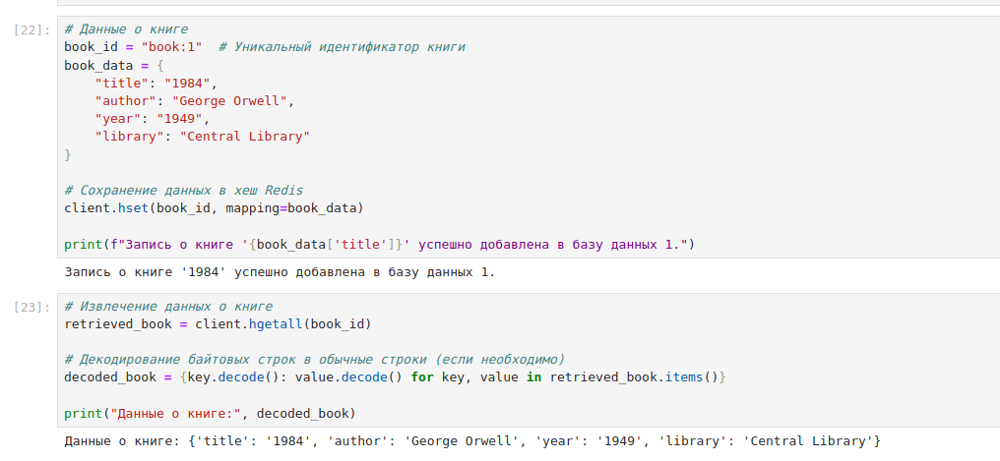 [22]:
# Данные о книге
book_id = "book:1"  # Уникальный идентификатор книги
book_data = {
    "title": "1984",
    "author": "George Orwell",
    "year": "1949",
    "library": "Central Library"
}
# Сохранение данных в хеш Redis
client.hset(book_id, mapping=book_data)
print(f"Запись о книге '{book_data['title']}' успешно добавлена в базу данных 1.")
Запись о книге '1984' успешно добавлена в базу данных 1.
[23]:
# Извлечение данных о книге
retrieved_book = client.hgetall(book_id)
# Декодирование байтовых строк в обычные строки (если необходимо)
decoded_book = {key.decode(): value.decode() for key, value in retrieved_book.items()}
print("Данные о книге:", decoded_book)
Данные о книге: {'title': '1984', 'author': 'George Orwell', 'year': '1949', 'library': 'Central Library'}